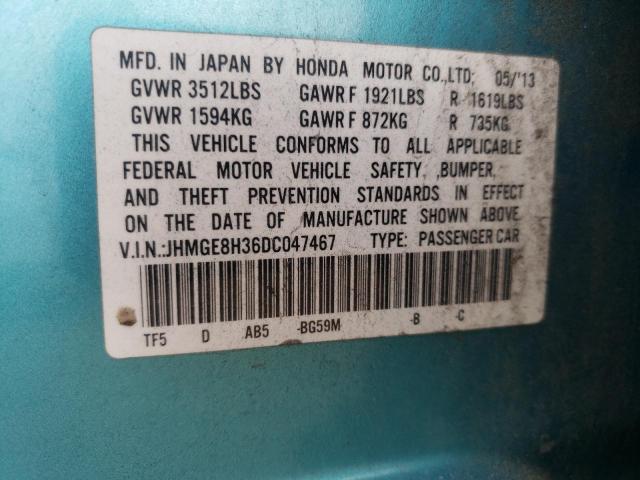 MFD. IN JAPAN BY HONDA MOTOR CO.,LTD; 05/'13
GVWR 3512LBS GAWR F 1921LBS R 1619LBS
GVWR 1594KG GAWR F 872KG R 735KG
THIS VEHICLE CONFORMS TO ALL APPLICABLE
FEDERAL MOTOR VEHICLE SAFETY, ,BUMPER,
AND THEFT PREVENTION STANDARDS IN EFFECT
ON THE DATE OF MANUFACTURE SHOWN ABOVE.
V.I.N.:JHMGE8H36DC047467 TYPE: PASSENGER CAR
TF5 D AB5 -BG59M -B -C